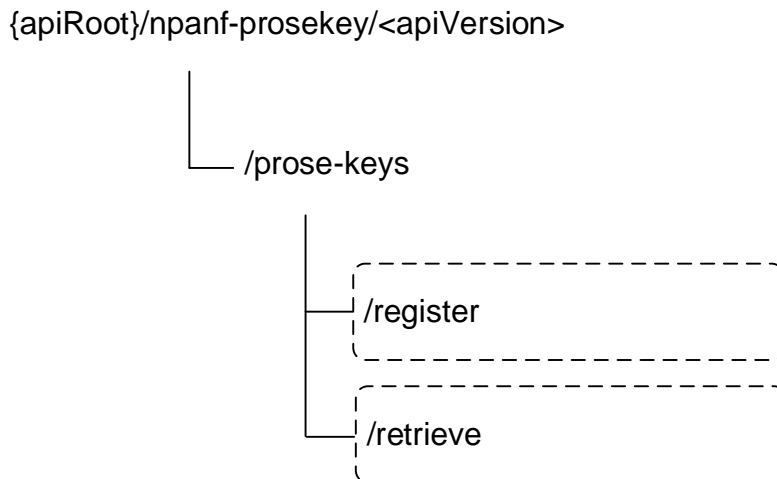 {apiRoot}/npanf-prosekey/<apiVersion>
/prose-keys
/register
/retrieve